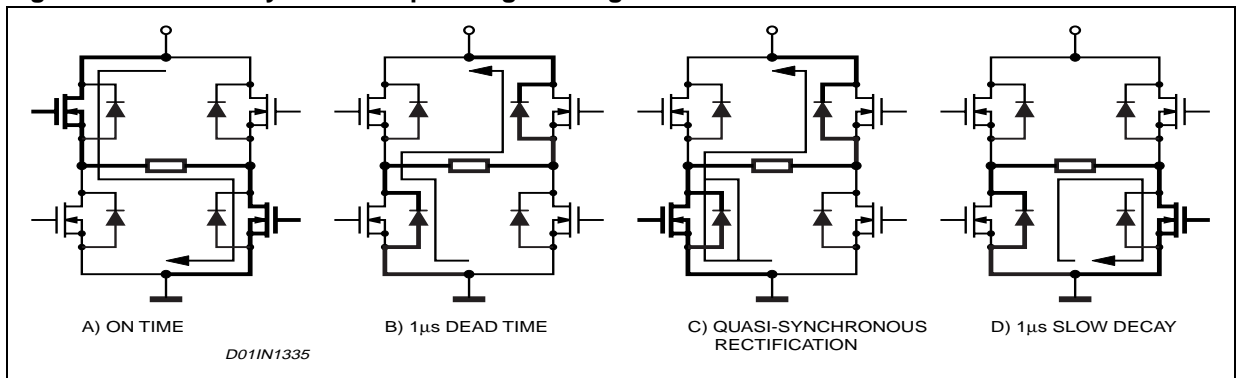 A) ON TIME
B) 1μs DEAD TIME
C) QUASI-SYNCHRONOUS
RECTIFICATION
D) 1μs SLOW DECAY
D01IN1335